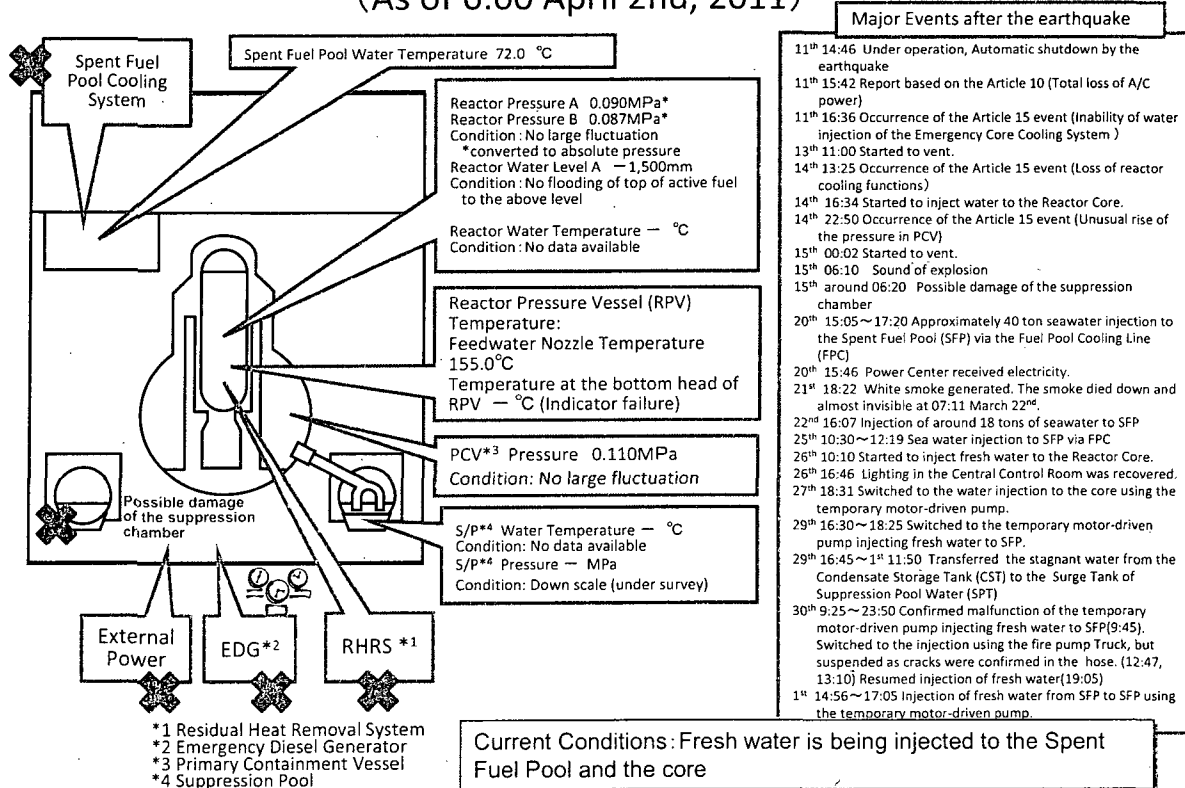 (As of 6:00 April 2nd, 2011)
Major Events after the earthquake
Spent Fuel
Pool Cooling
System
Spent Fuel Pool Water Temperature 72.0 ℃
Reactor Pressure A 0.090MPa*
Reactor Pressure B 0.087MPa*
Condition : No large fluctuation
*converted to absolute pressure
Reactor Water Level A －1,500mm
Condition : No flooding of top of active fuel
to the above level
Reactor Water Temperature － ℃
Condition : No data available
Reactor Pressure Vessel (RPV)
Temperature:
Feedwater Nozzle Temperature
155.0℃
Temperature at the bottom head of
RPV － ℃ (Indicator failure)
PCV*3 Pressure 0.110MPa
Condition: No large fluctuation
S/P*4 Water Temperature － ℃
Condition: No data available
S/P*4 Pressure － MPa
Condition: Down scale (under survey)
Possible damage
of the suppression
chamber
External
Power
EDG*2
RHRS *1
*1 Residual Heat Removal System
*2 Emergency Diesel Generator
*3 Primary Containment Vessel
*4 Suppression Pool
11th 14:46 Under operation, Automatic shutdown by the
earthquake
11th 15:42 Report based on the Article 10 (Total loss of A/C
power)
11th 16:36 Occurrence of the Article 15 event (Inability of water
injection of the Emergency Core Cooling System )
13th 11:00 Started to vent.
14th 13:25 Occurrence of the Article 15 event (Loss of reactor
cooling functions)
14th 16:34 Started to inject water to the Reactor Core.
14th 22:50 Occurrence of the Article 15 event (Unusual rise of
the pressure in PCV)
15th 00:02 Started to vent.
15th 06:10 Sound of explosion
15th around 06:20 Possible damage of the suppression
chamber
20th 15:05～17:20 Approximately 40 ton seawater injection to
the Spent Fuel Pool (SFP) via the Fuel Pool Cooling Line
(FPC)
20th 15:46 Power Center received electricity.
21st 18:22 White smoke generated. The smoke died down and
almost invisible at 07:11 March 22nd.
22nd 16:07 Injection of around 18 tons of seawater to SFP
25th 10:30～12:19 Sea water injection to SFP via FPC
26th 10:10 Started to inject fresh water to the Reactor Core.
26th 16:46 Lighting in the Central Control Room was recovered.
27th 18:31 Switched to the water injection to the core using the
temporary motor-driven pump.
29th 16:30～18:25 Switched to the temporary motor-driven
pump injecting fresh water to SFP.
29th 16:45～1st 11:50 Transferred the stagnant water from the
Condensate Storage Tank (CST) to the Surge Tank of
Suppression Pool Water (SPT)
30th 9:25～23:50 Confirmed malfunction of the temporary
motor-driven pump injecting fresh water to SFP(9:45).
Switched to the injection using the fire pump Truck, but
suspended as cracks were confirmed in the hose. (12:47,
13:10) Resumed injection of fresh water(19:05)
1st 14:56～17:05 Injection of fresh water from SFP to SFP using
the temporary motor-driven pump.
Current Conditions : Fresh water is being injected to the Spent
Fuel Pool and the core